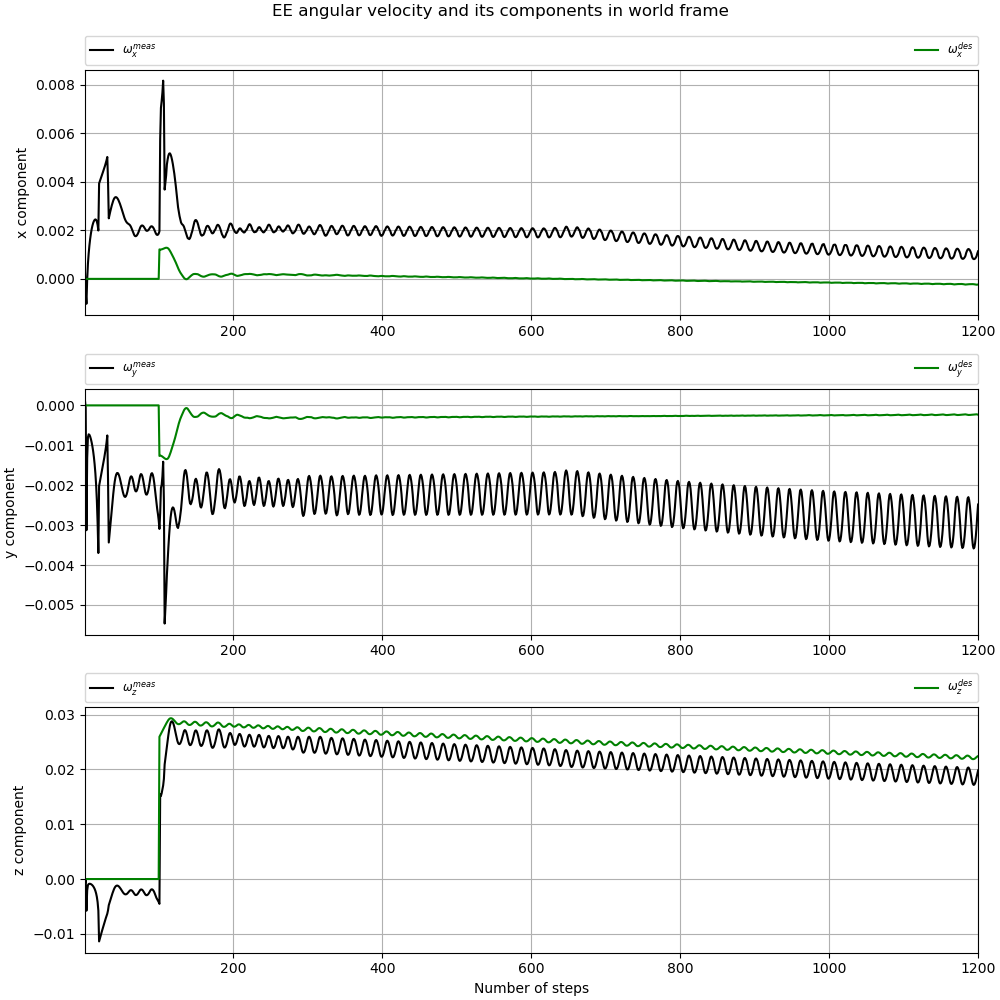 EE angular velocity and its components in world frame
ω_x^meas ω_x^des
0.008
0.006
0.004
0.002
0.000
x component
200 400 600 800 1000 1200
ω_y^meas ω_y^des
0.000
−0.001
−0.002
−0.003
−0.004
−0.005
y component
200 400 600 800 1000 1200
ω_z^meas ω_z^des
0.03
0.02
0.01
0.00
−0.01
z component
200 400 600 800 1000 1200
Number of steps